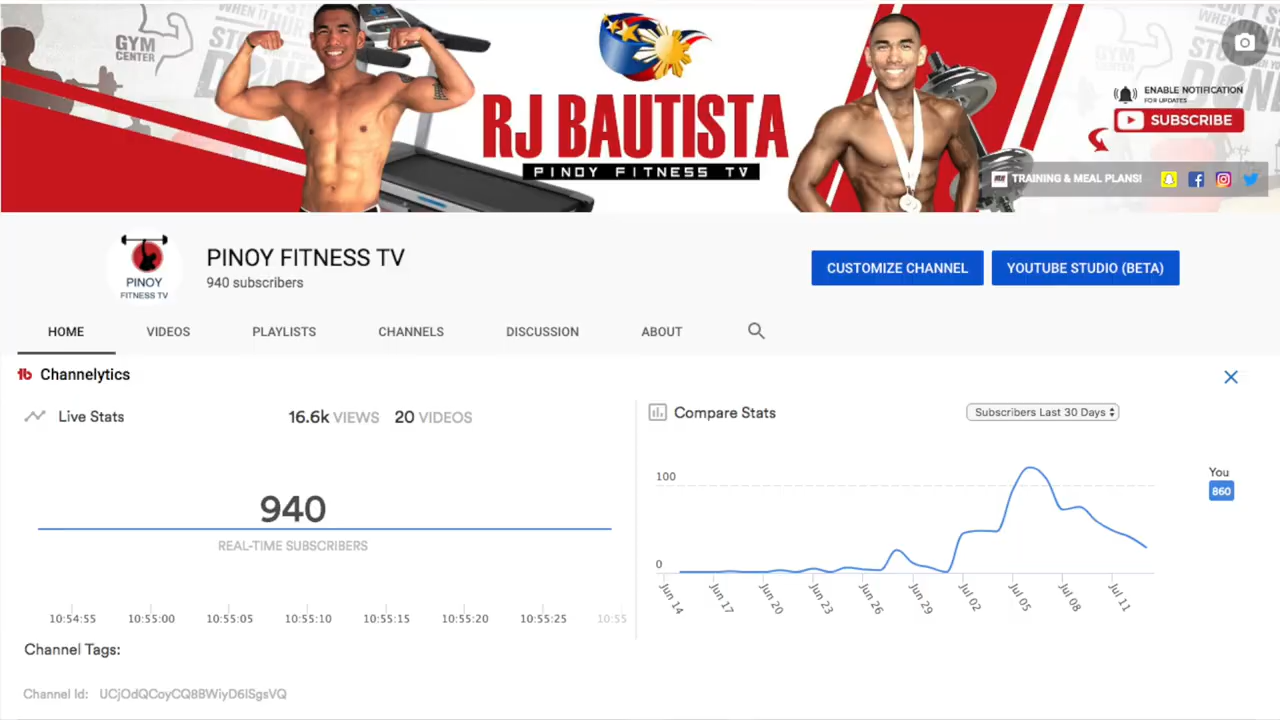 GYM
CENTER
RJ BAUTISTA
PINOY FITNESS TV
ENABLE NOTIFICATION
FOR UPDATES
SUBSCRIBE
TRAINING & MEAL PLANS!
PINOY
FITNESS TV
PINOY FITNESS TV
940 subscribers
CUSTOMIZE CHANNEL
YOUTUBE STUDIO (BETA)
HOME VIDEOS PLAYLISTS CHANNELS DISCUSSION ABOUT
tb Channelytics
Live Stats
16.6k VIEWS 20 VIDEOS
940
REAL-TIME SUBSCRIBERS
10:54:55 10:55:00 10:55:05 10:55:10 10:55:15 10:55:20 10:55:25 10:55
Compare Stats
Subscribers Last 30 Days
100
0
Jun 14 Jun 17 Jun 20 Jun 23 Jun 26 Jun 29 Jul 02 Jul 05 Jul 08 Jul 11
You
860
Channel Tags:
Channel Id: